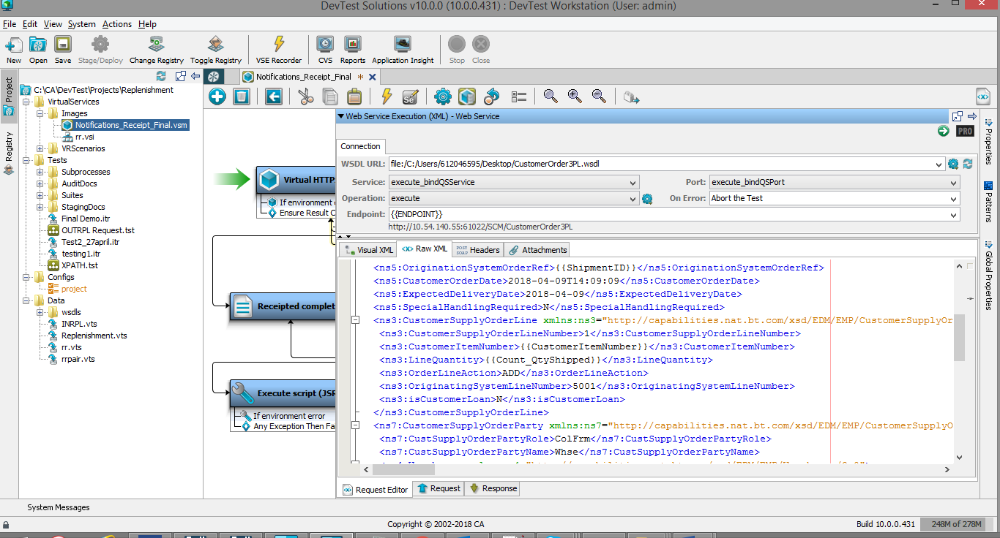 DevTest Solutions v10.0.0 (10.0.0.431) : DevTest Workstation (User: admin)
File Edit View System Actions Help
New Open Save Stage/Deploy Change Registry Toggle Registry VSE Recorder CVS Reports Application Insight Stop Close
Project
Registry
C:\CA\DevTest\Projects\Replenishment
VirtualServices
Images
Notifications_Receipt_Final.vsm
rr.vsi
VRScenarios
Tests
Subprocesses
AuditDocs
Suites
StagingDocs
Final Demo.itr
OUTRPL Request.tst
Test2_27april.itr
testing1.itr
XPATH.tst
Configs
project
Data
wsdls
INRPL.vts
Replenishment.vts
rr.vts
rrpair.vts
Notifications_Receipt_Final
Virtual HTTP
If environment
Ensure Result
Receipted complet
Execute script (JSR
If environment error
Any Exception Then Fa
Web Service Execution (XML) - Web Service
PRO
Connection
WSDL URL: file:/C:/Users/612046595/Desktop/CustomerOrder3PL.wsdl
Service: execute_bindQSService Port: execute_bindQSPort
Operation: execute On Error: Abort the Test
Endpoint: {{ENDPOINT}}
http://10.54.140.55:61022/SCM/CustomerOrder3PL
Visual XML Raw XML Headers Attachments
<ns5:OriginationSystemOrderRef>{{ShipmentID}}</ns5:OriginationSystemOrderRef>
<ns5:CustomerOrderDate>2018-04-09T14:09:09</ns5:CustomerOrderDate>
<ns5:ExpectedDeliveryDate>2018-04-09</ns5:ExpectedDeliveryDate>
<ns5:SpecialHandlingRequired>N</ns5:SpecialHandlingRequired>
<ns3:CustomerSupplyOrderLine xmlns:ns3="http://capabilities.nat.bt.com/xsd/EDM/EMP/CustomerSupplyOr
<ns3:CustomerSupplyOrderLineNumber>1</ns3:CustomerSupplyOrderLineNumber>
<ns3:CustomerItemNumber>{{CustomerItemNumber}}</ns3:CustomerItemNumber>
<ns3:LineQuantity>{{Count_QtyShipped}}</ns3:LineQuantity>
<ns3:OrderLineAction>ADD</ns3:OrderLineAction>
<ns3:OriginatingSystemLineNumber>5001</ns3:OriginatingSystemLineNumber>
<ns3:isCustomerLoan>N</ns3:isCustomerLoan>
</ns3:CustomerSupplyOrderLine>
<ns7:CustomerSupplyOrderParty xmlns:ns7="http://capabilities.nat.bt.com/xsd/EDM/EMP/CustomerSupplyO
<ns7:CustSupplyOrderPartyRole>ColFrm</ns7:CustSupplyOrderPartyRole>
<ns7:CustSupplyOrderPartyName>Whse</ns7:CustSupplyOrderPartyName>
Request Editor Request Response
Properties
Patterns
Global Properties
System Messages
Copyright © 2002-2018 CA
Build 10.0.0.431 248M of 278M